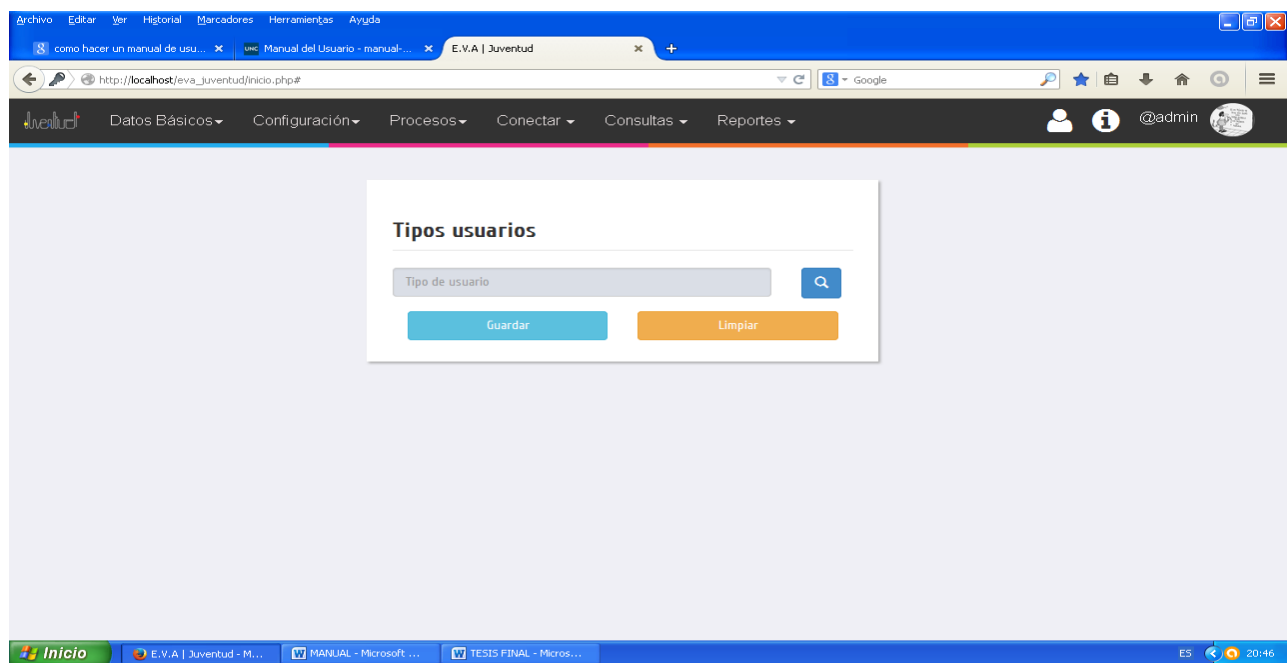 Archivo Editar Ver Historial Marcadores Herramientas Ayuda
como hacer un manual de usu... Manual del Usuario - manual-... E.V.A | Juventud
http://localhost/eva_juventud/inicio.php# Google
Juventud Datos Básicos Configuración Procesos Conectar Consultas Reportes @admin
Tipos usuarios
Tipo de usuario
Guardar Limpiar
Inicio E.V.A | Juventud - M... MANUAL - Microsoft ... TESIS FINAL - Micros... ES 20:46